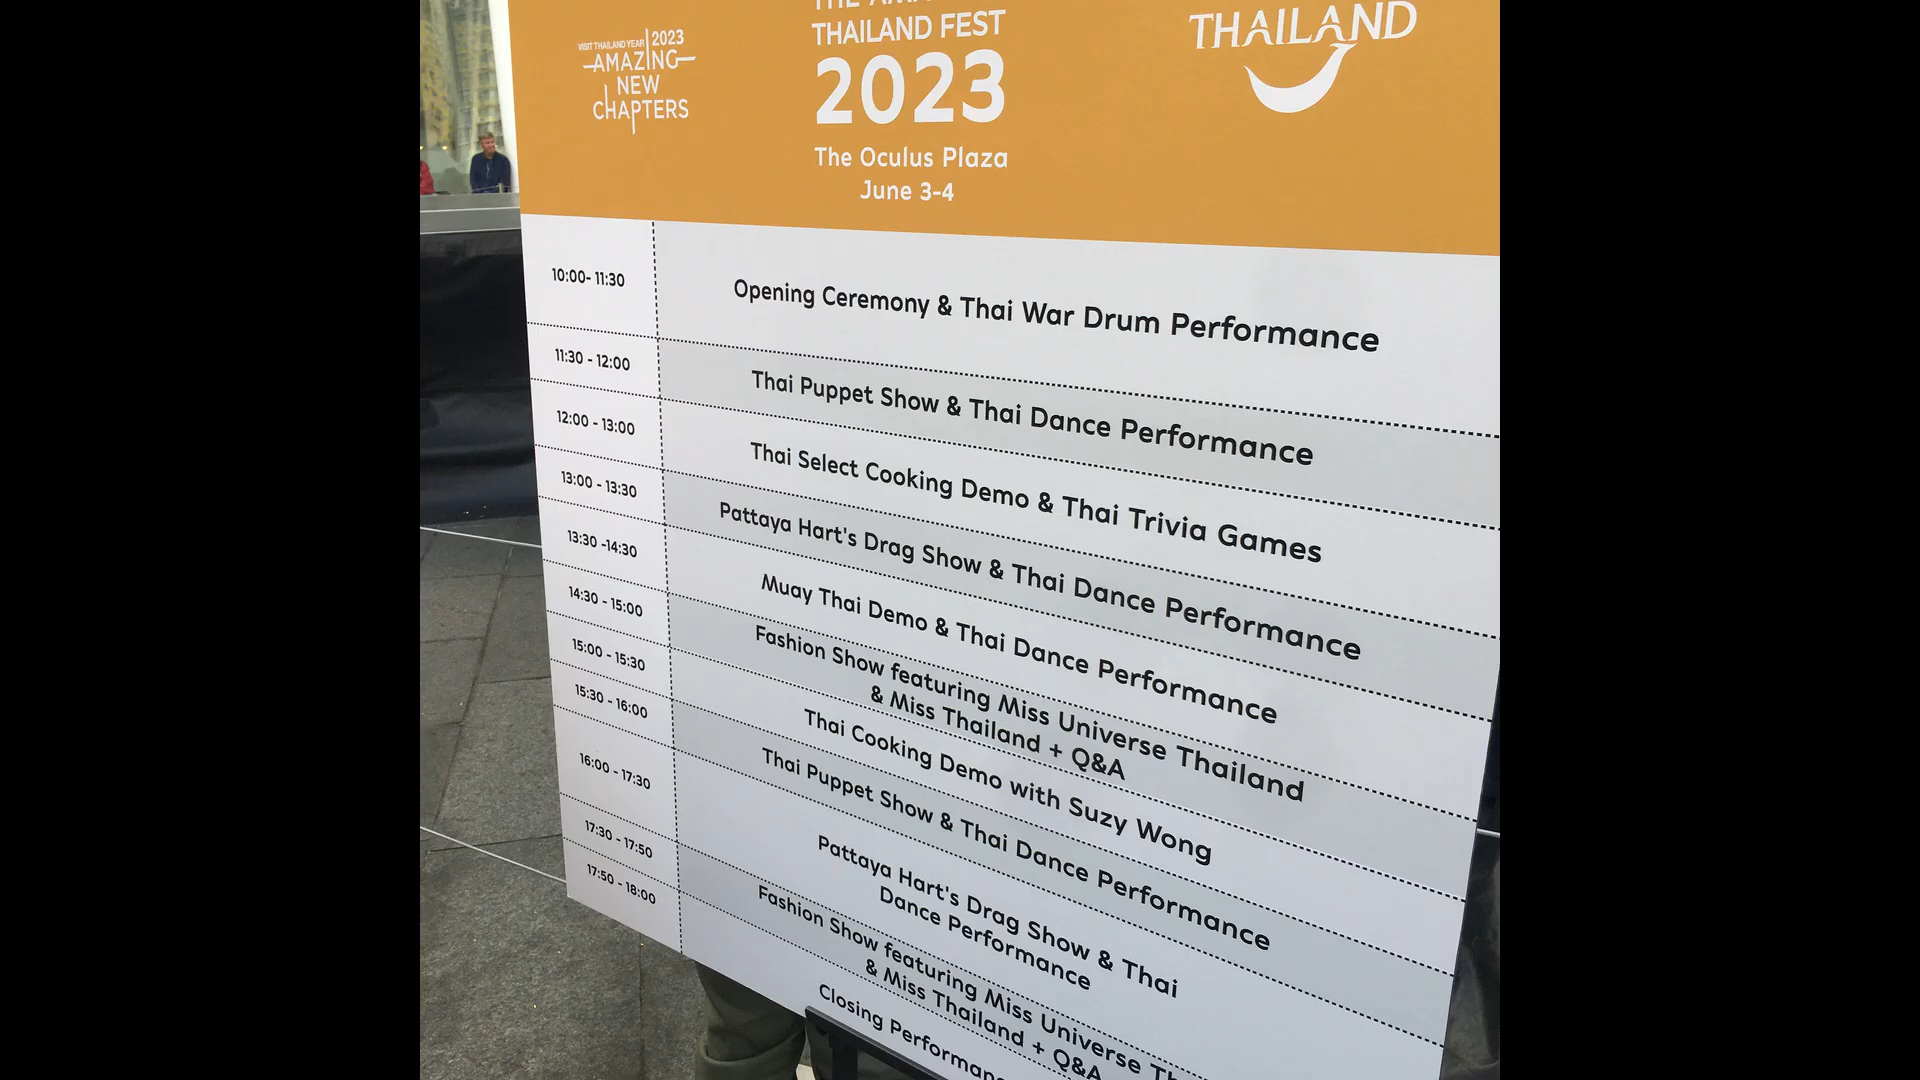 VISIT THAILAND YEAR 2023
AMAZING
NEW
CHAPTERS
THE AMA
THAILAND FEST
2023
The Oculus Plaza
June 3-4
THAILAND
10:00- 11:30 Opening Ceremony & Thai War Drum Performance
11:30 - 12:00 Thai Puppet Show & Thai Dance Performance
12:00 - 13:00 Thai Select Cooking Demo & Thai Trivia Games
13:00 - 13:30 Pattaya Hart's Drag Show & Thai Dance Performance
13:30 -14:30 Muay Thai Demo & Thai Dance Performance
14:30 - 15:00 Fashion Show featuring Miss Universe Thailand
& Miss Thailand + Q&A
15:00 - 15:30 Thai Cooking Demo with Suzy Wong
15:30 - 16:00 Thai Puppet Show & Thai Dance Performance
16:00 - 17:30 Pattaya Hart's Drag Show & Thai
Dance Performance
17:30 - 17:50 Fashion Show featuring Miss Universe Th
& Miss Thailand + Q&A
17:50 - 18:00 Closing Performanc